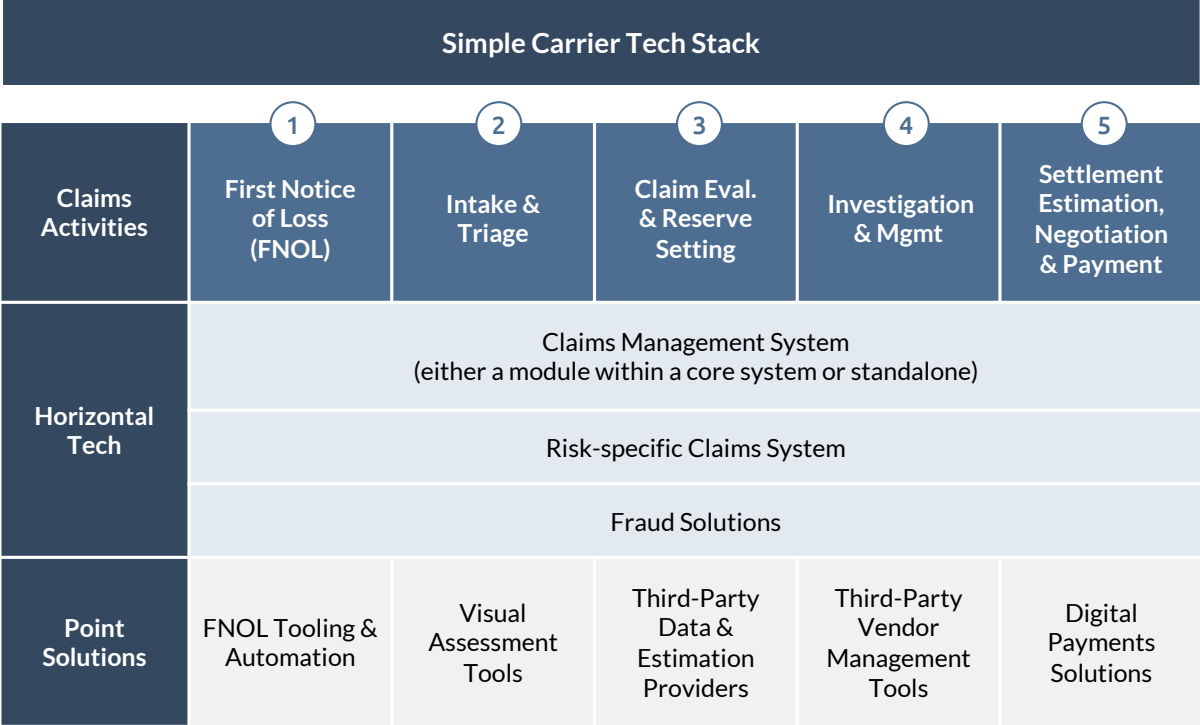 Simple Carrier Tech Stack
1
2
3
4
5
Claims
Activities
First Notice
of Loss
(FNOL)
Intake &
Triage
Claim Eval.
& Reserve
Setting
Investigation
& Mgmt
Settlement
Estimation,
Negotiation
& Payment
Horizontal
Tech
Claims Management System
(either a module within a core system or standalone)
Risk-specific Claims System
Fraud Solutions
Point
Solutions
FNOL Tooling &
Automation
Visual
Assessment
Tools
Third-Party
Data &
Estimation
Providers
Third-Party
Vendor
Management
Tools
Digital
Payments
Solutions